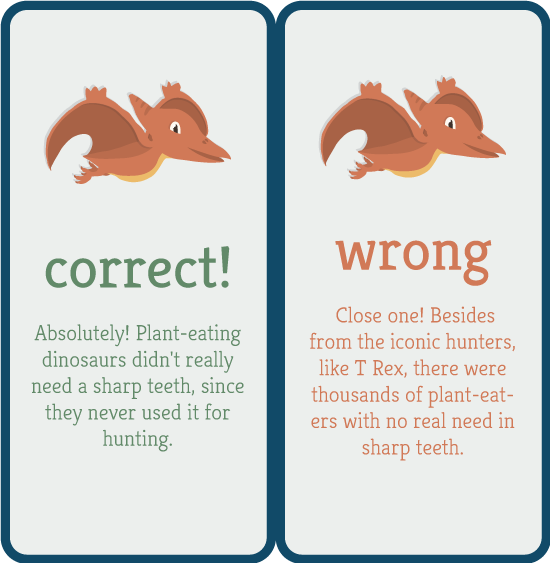 correct!
Absolutely! Plant-eating
dinosaurs didn't really
need a sharp teeth, since
they never used it for
hunting.
wrong
Close one! Besides
from the iconic hunters,
like T Rex, there were
thousands of plant-eat-
ers with no real need in
sharp teeth.